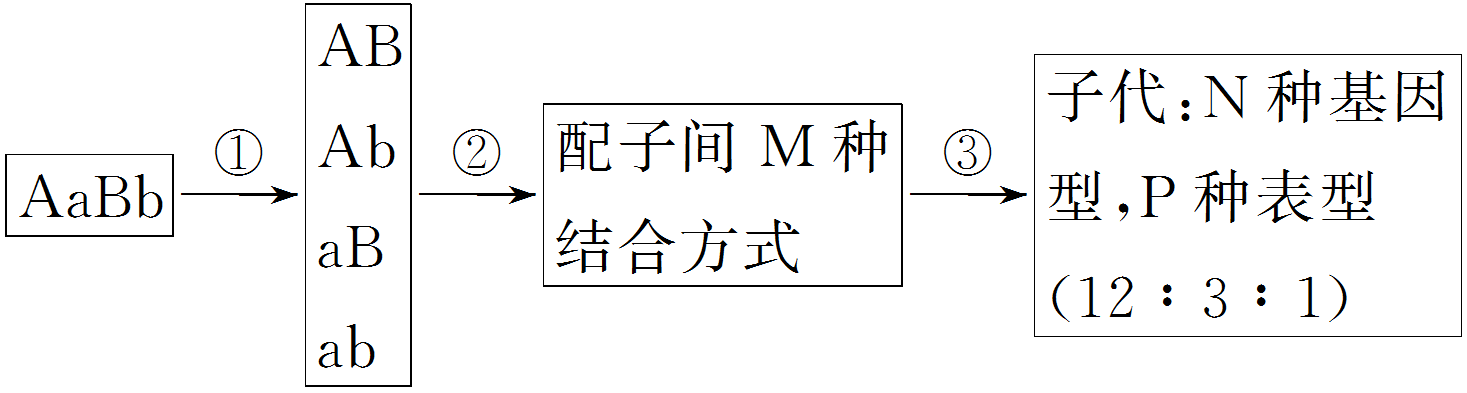 AaBb
①
AB
Ab
aB
ab
②
配子间 M 种
结合方式
③
子代:N 种基因
型,P 种表型
(12∶3∶1)